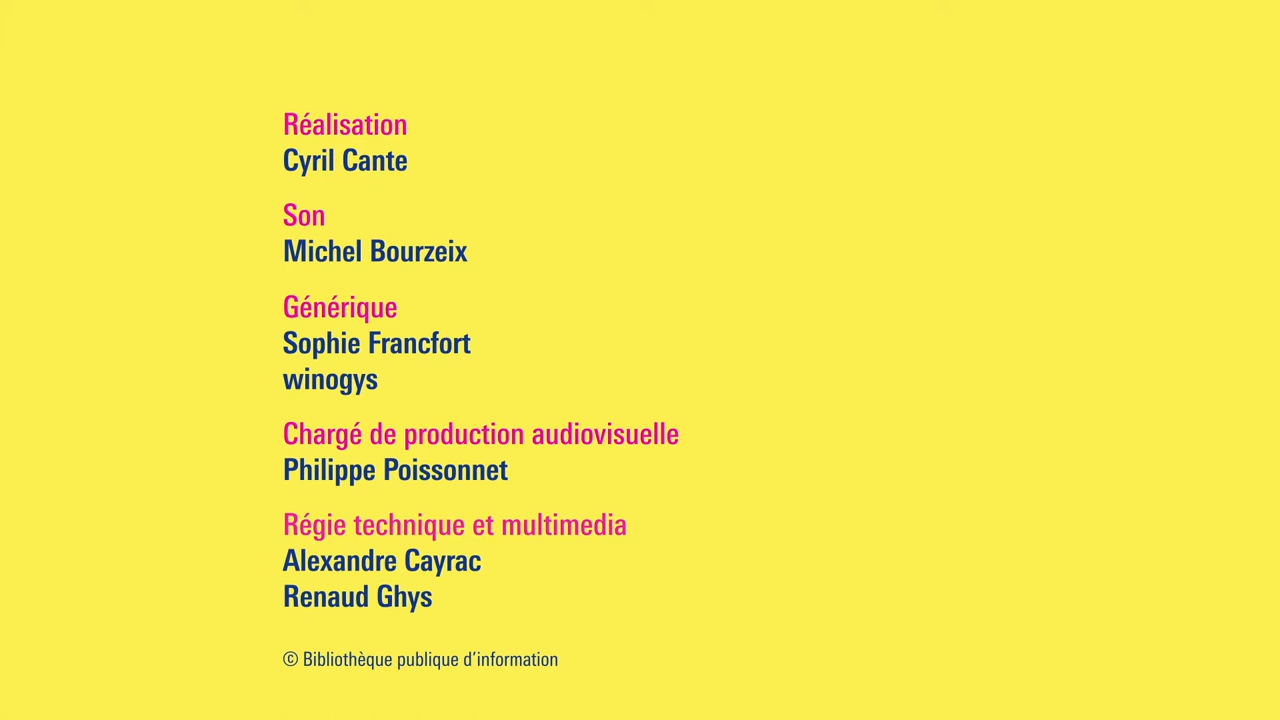 Réalisation
Cyril Cante
Son
Michel Bourzeix
Générique
Sophie Francfort
winogys
Chargé de production audiovisuelle
Philippe Poissonnet
Régie technique et multimedia
Alexandre Cayrac
Renaud Ghys
© Bibliothèque publique d’information